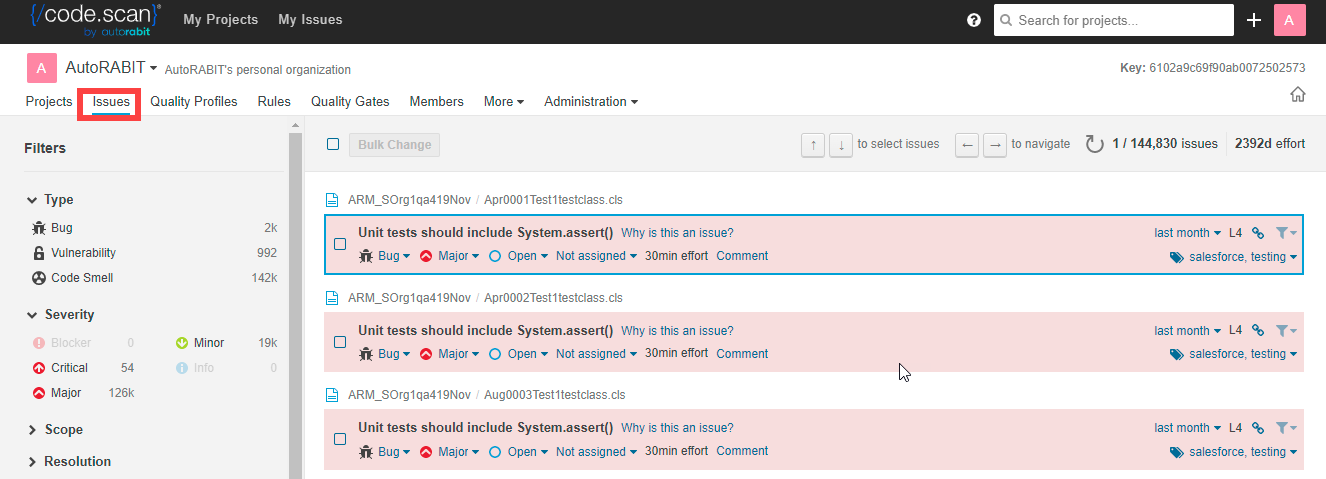 {/code.scan}
by autorabit
My Projects My Issues
? Search for projects... A
A AutoRABIT AutoRABIT's personal organization
Key: 6102a9c69f90ab0072502573
Projects Issues Quality Profiles Rules Quality Gates Members More Administration
Filters
Bulk Change
↑ ↓ to select issues ← → to navigate 1 / 144,830 issues 2392d effort
Type
Bug 2k
Vulnerability 992
Code Smell 142k
Severity
Blocker 0 Minor 19k
Critical 54 Info 0
Major 126k
Scope
Resolution
ARM_SOrg1qa419Nov / Apr0001Test1testclass.cls
Unit tests should include System.assert() Why is this an issue? last month L4
Bug Major Open Not assigned 30min effort Comment salesforce, testing
ARM_SOrg1qa419Nov / Apr0002Test1testclass.cls
Unit tests should include System.assert() Why is this an issue? last month L4
Bug Major Open Not assigned 30min effort Comment salesforce, testing
ARM_SOrg1qa419Nov / Aug0003Test1testclass.cls
Unit tests should include System.assert() Why is this an issue? last month L4
Bug Major Open Not assigned 30min effort Comment salesforce, testing